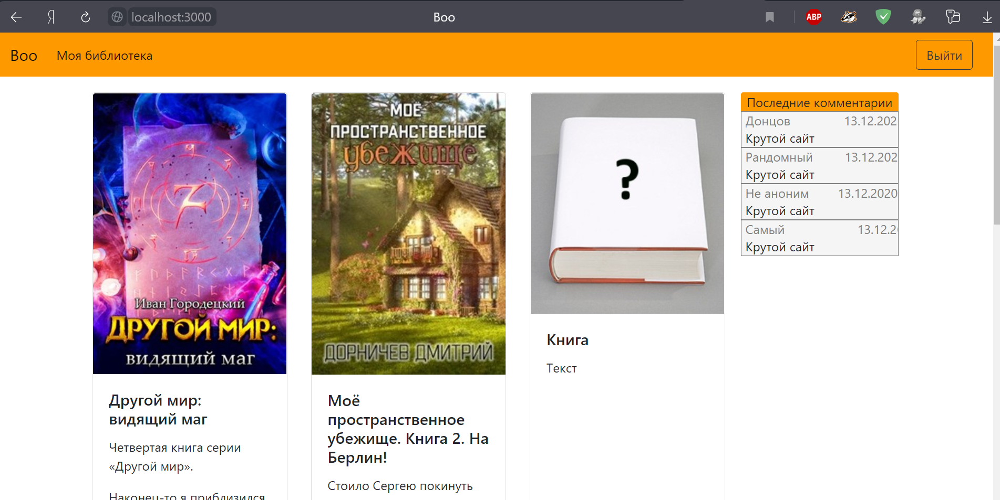 localhost:3000
Boo
ABP
Boo
Моя библиотека
Выйти
МОЁ
ПРОСТРАНСТВЕННОЕ
убежище
ДОРНИЧЕВ ДМИТРИЙ
Иван Городецкий
ДРУГОЙ МИР:
видящий маг
?
Другой мир:
видящий маг
Четвертая книга серии
«Другой мир».
Наконец-то я приблизился
Моё
пространственное
убежище. Книга 2. На
Берлин!
Стоило Сергею покинуть
Книга
Текст
Последние комментарии
Донцов 13.12.202
Крутой сайт
Рандомный 13.12.202
Крутой сайт
Не аноним 13.12.2020
Крутой сайт
Самый 13.12.2
Крутой сайт